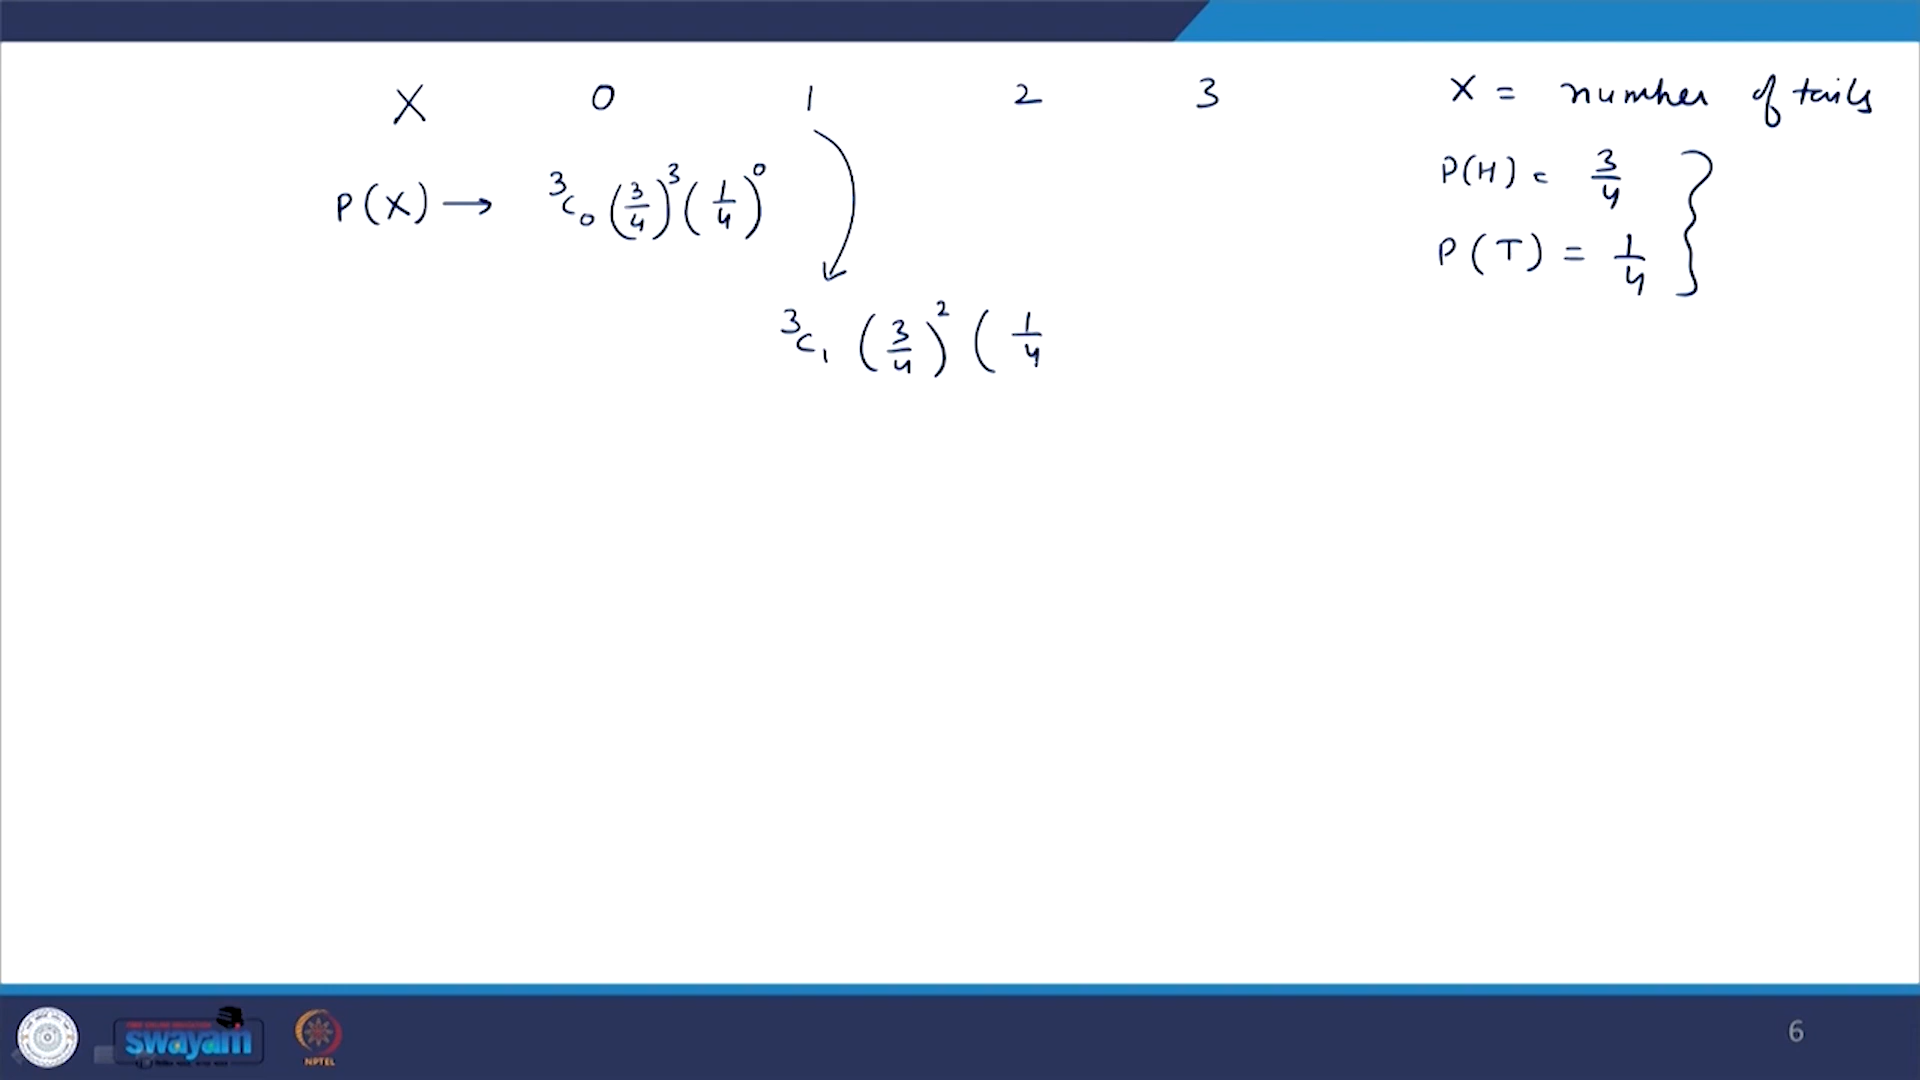 X 0 1 2 3 X = number of tails
P(H) = 3/4
P(X) → ³C₀ (3/4)³ (1/4)⁰
P(T) = 1/4
³C₁ (3/4)² ( 1/4
swayam
NPTEL
6